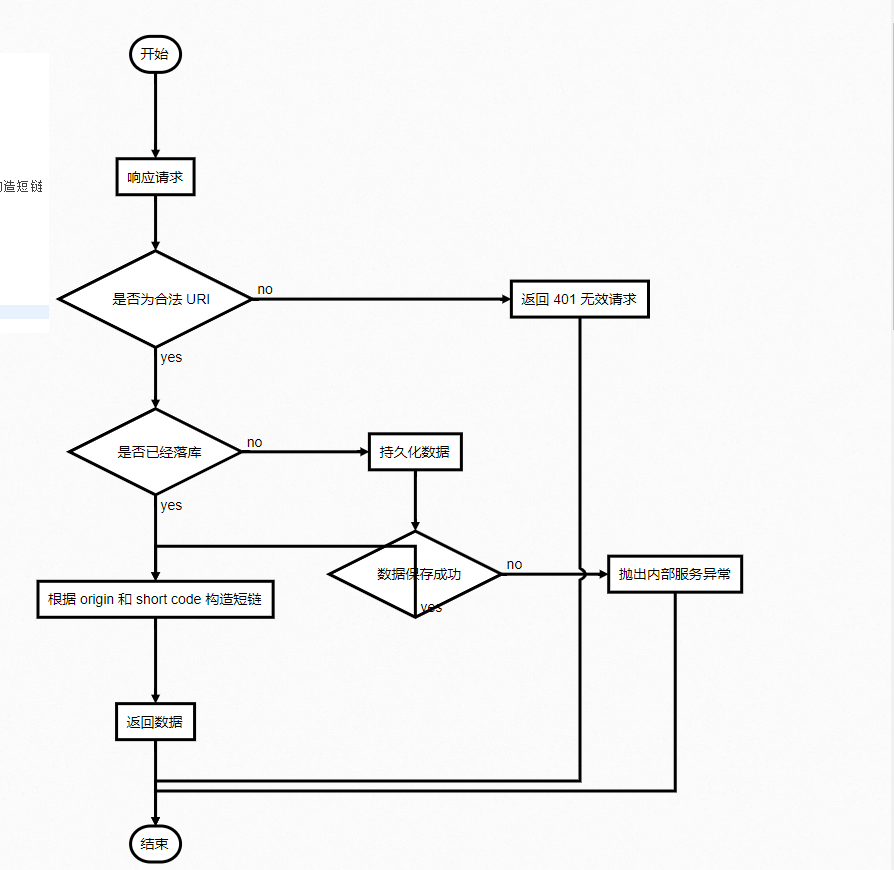 开始
响应请求
造短链
是否为合法 URI
no
返回 401 无效请求
yes
是否已经落库
no
持久化数据
yes
数据保存成功
no
抛出内部服务异常
根据 origin 和 short code 构造短链
yes
返回数据
结束